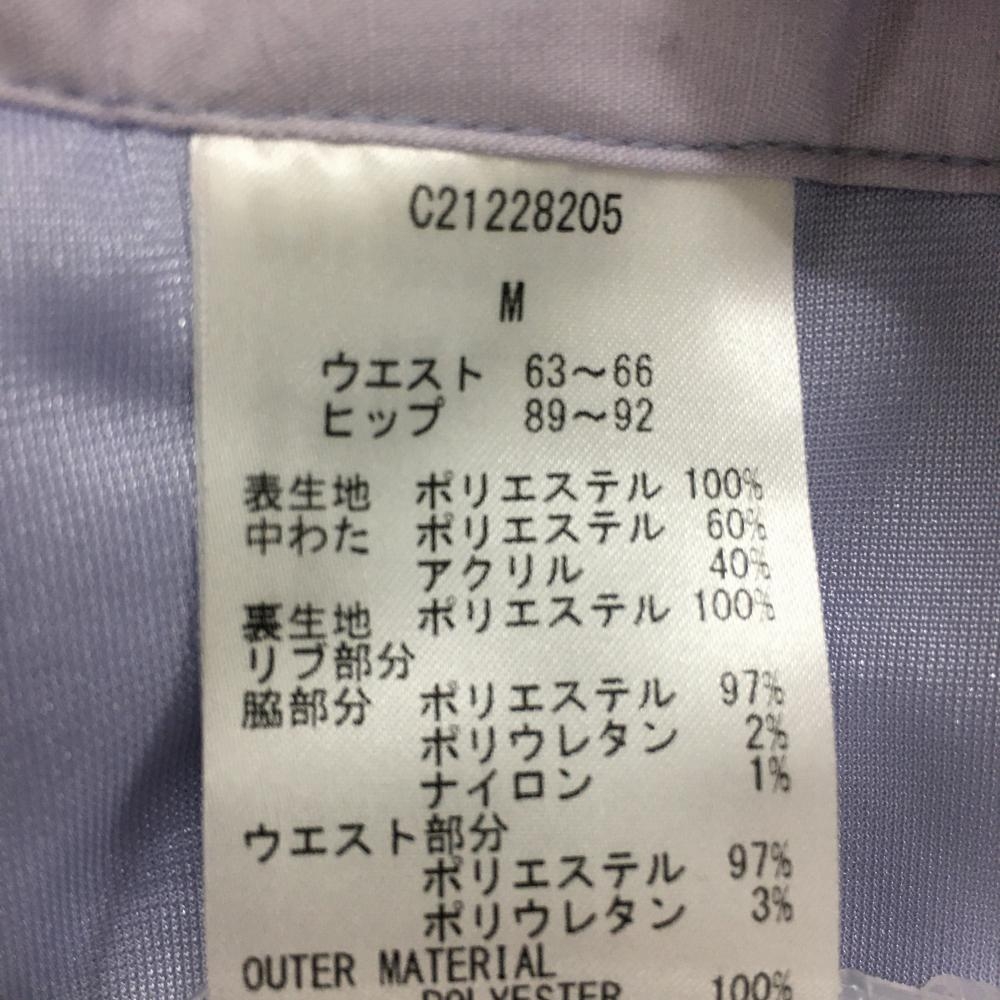 C21228205
M
ウエスト 63～66
ヒップ 89～92
表生地 ポリエステル 100%
中わた ポリエステル 60%
アクリル 40%
裏生地 ポリエステル 100%
リブ部分
脇部分 ポリエステル 97%
ポリウレタン 2%
ナイロン 1%
ウエスト部分
ポリエステル 97%
ポリウレタン 3%
OUTER MATERIAL
POLYESTER 100%